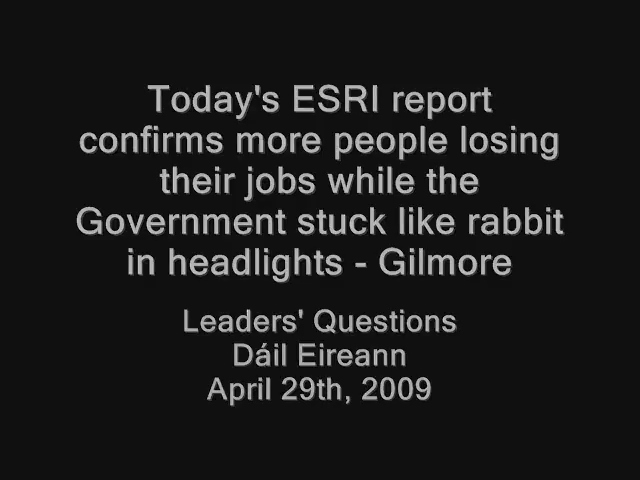 Today's ESRI report
confirms more people losing
their jobs while the
Government stuck like rabbit
in headlights - Gilmore
Leaders' Questions
Dáil Eireann
April 29th, 2009